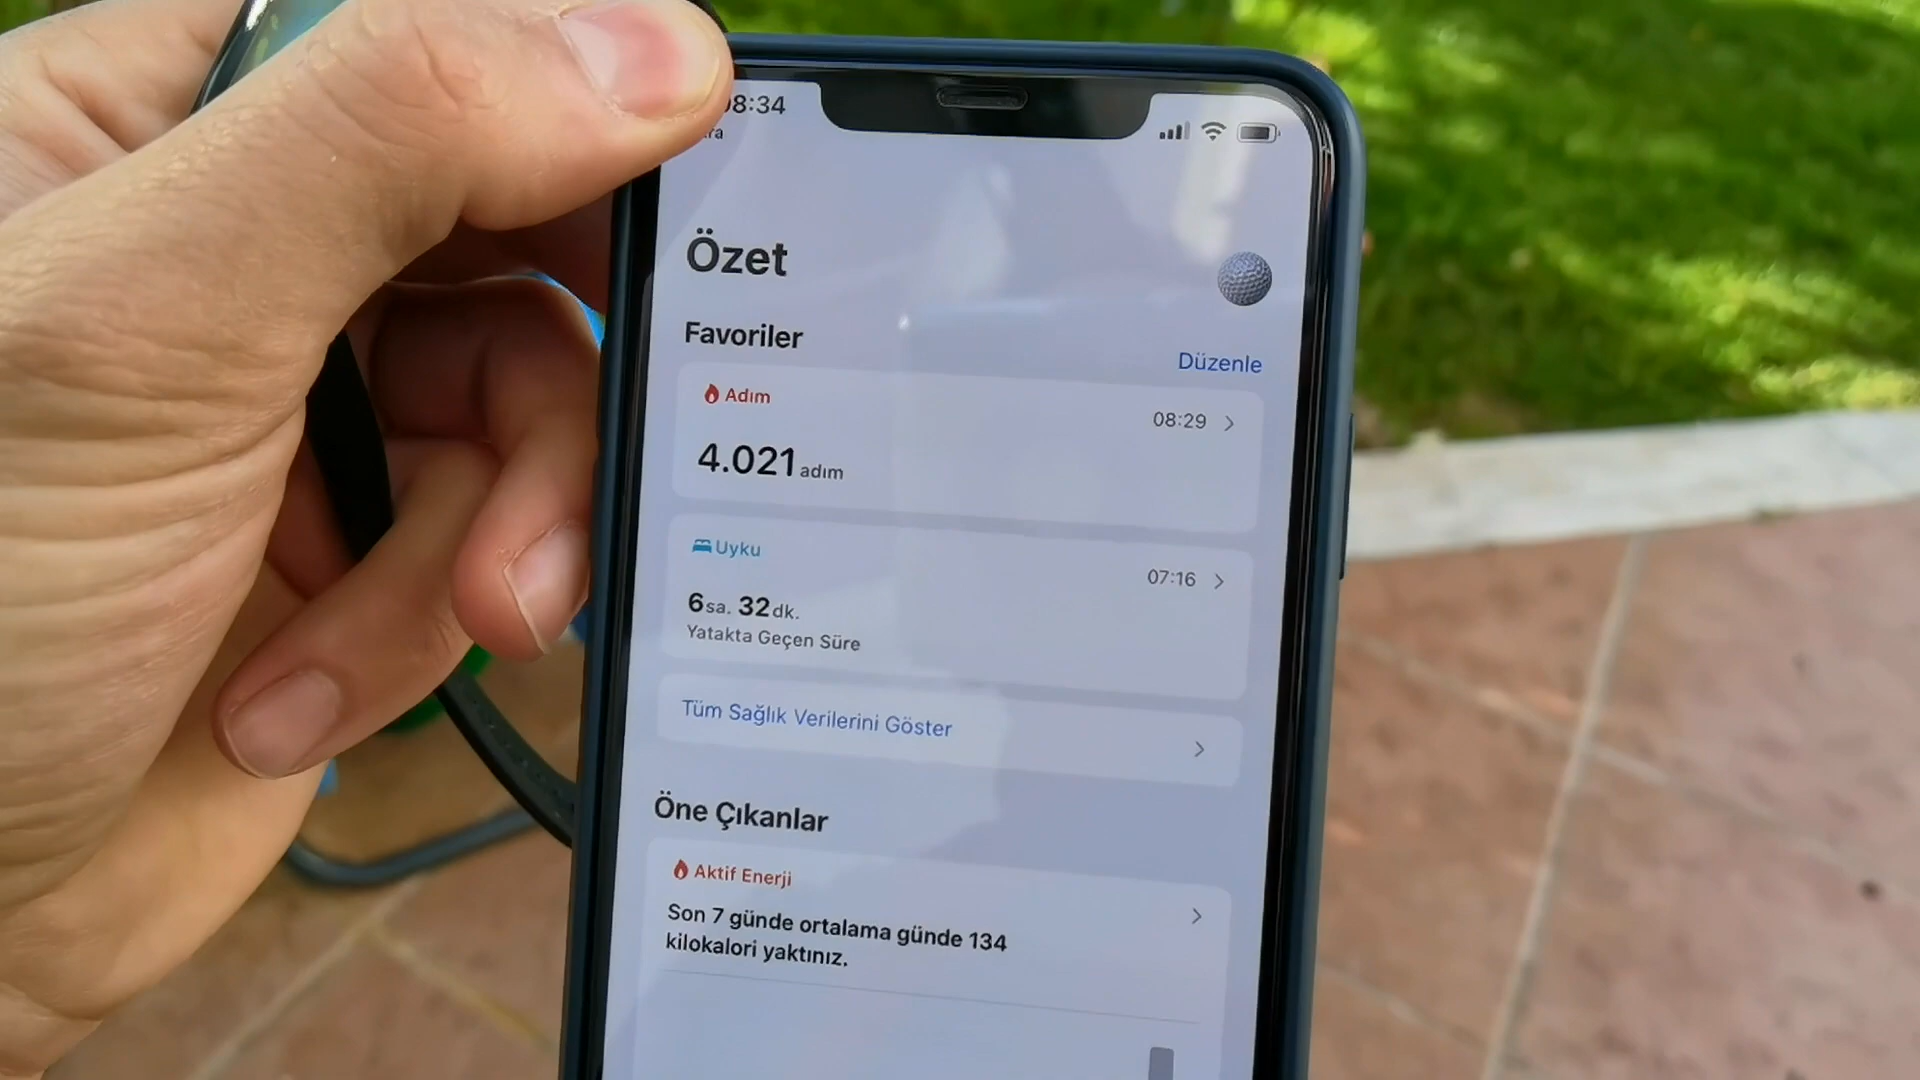 8:34
Özet
Favoriler
Düzenle
Adım
08:29
4.021 adım
Uyku
07:16
6 sa. 32 dk.
Yatakta Geçen Süre
Tüm Sağlık Verilerini Göster
Öne Çıkanlar
Aktif Enerji
Son 7 günde ortalama günde 134
kilokalori yaktınız.